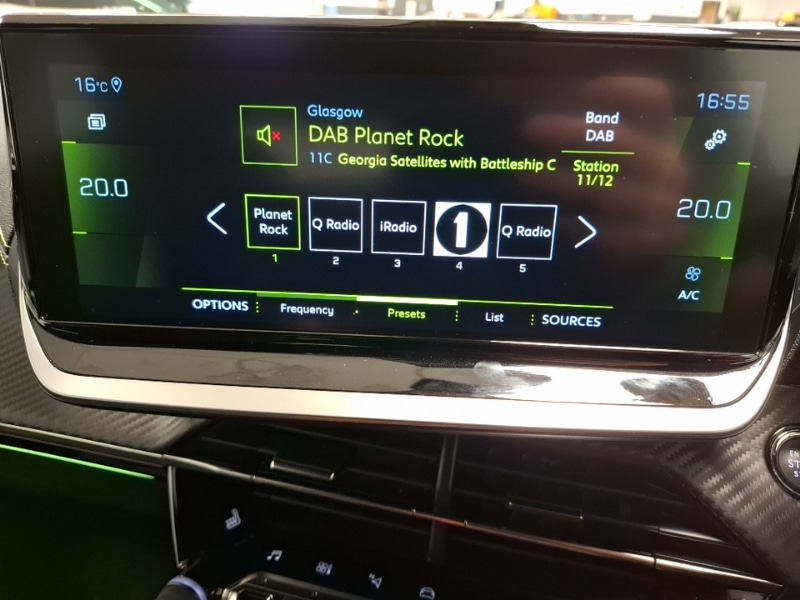 16°C
16:55
Glasgow
DAB Planet Rock
11C Georgia Satellites with Battleship C
Band
DAB
Station
11/12
20.0
20.0
Planet
Rock
Q Radio
iRadio
1
Q Radio
1
2
3
4
5
A/C
OPTIONS
Frequency
Presets
List
SOURCES